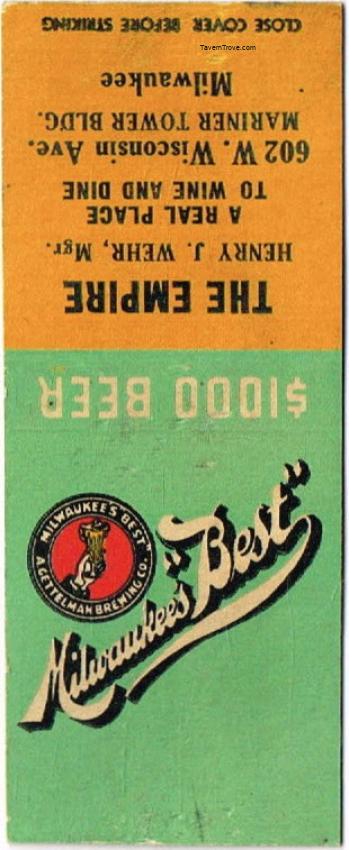 TavernTrove.com
THE EMPIRE
HENRY J. WEHR, Mgr.
A REAL PLACE
TO WINE AND DINE
602 W. Wisconsin Ave.
MARINER TOWER BLDG.
Milwaukee
CLOSE COVER BEFORE STRIKING
$1000 BEER
Milwaukee's "Best"
MILWAUKEE'S "BEST"
A. GETTELMAN BREWING CO.